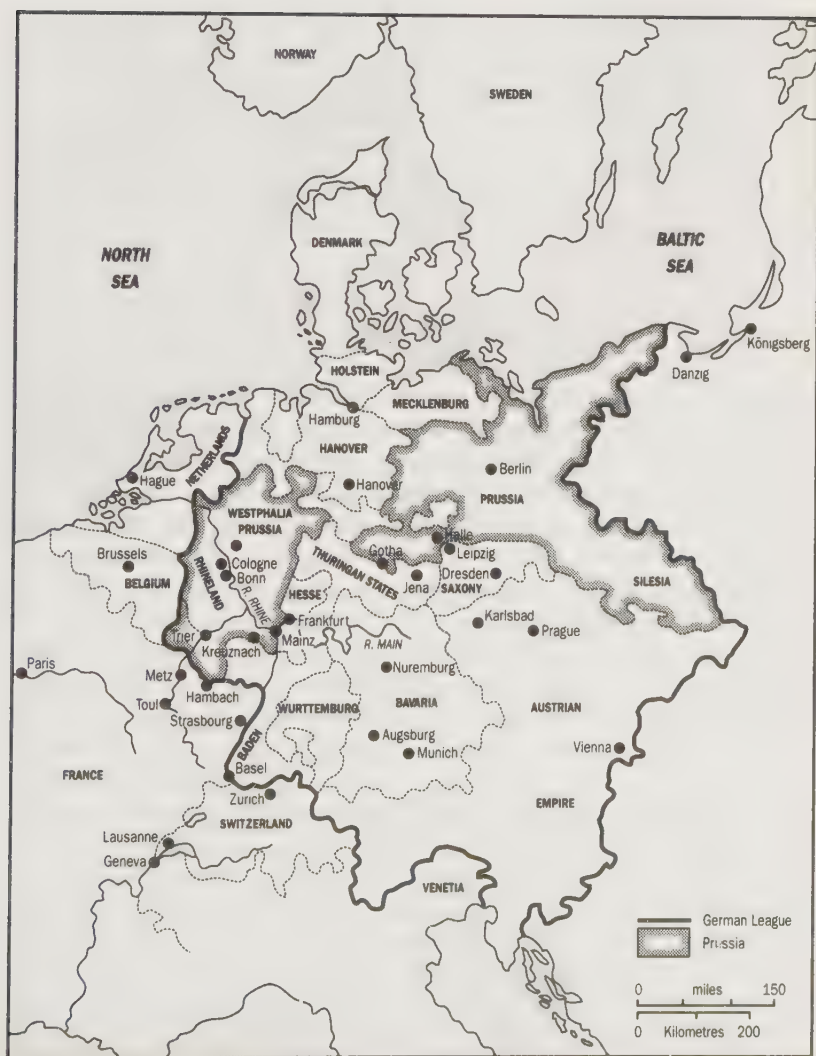 NORWAY
SWEDEN
NORTH
SEA
DENMARK
BALTIC
SEA
Königsberg
Danzig
HOLSTEIN
MECKLENBURG
Hamburg
HANOVER
NETHERLANDS
Berlin
Hague
Hanover
PRUSSIA
WESTPHALIA
PRUSSIA
Halle
Leipzig
Gotha
THURINGAN STATES
Brussels
Cologne
BELGIUM
Bonn
RHINELAND
R. RHINE
HESSE
Jena
Dresden
SAXONY
SILESIA
Frankfurt
Karlsbad
Trier
Mainz
Prague
Kreuznach
R. MAIN
Paris
Metz
Nuremburg
Hambach
Toul
WURTTEMBURG
BAVARIA
AUSTRIAN
Strasbourg
BADEN
Augsburg
Munich
Vienna
Basel
FRANCE
Zurich
EMPIRE
SWITZERLAND
Lausanne
Geneva
VENETIA
German League
Prussia
0 miles 150
0 Kilometres 200